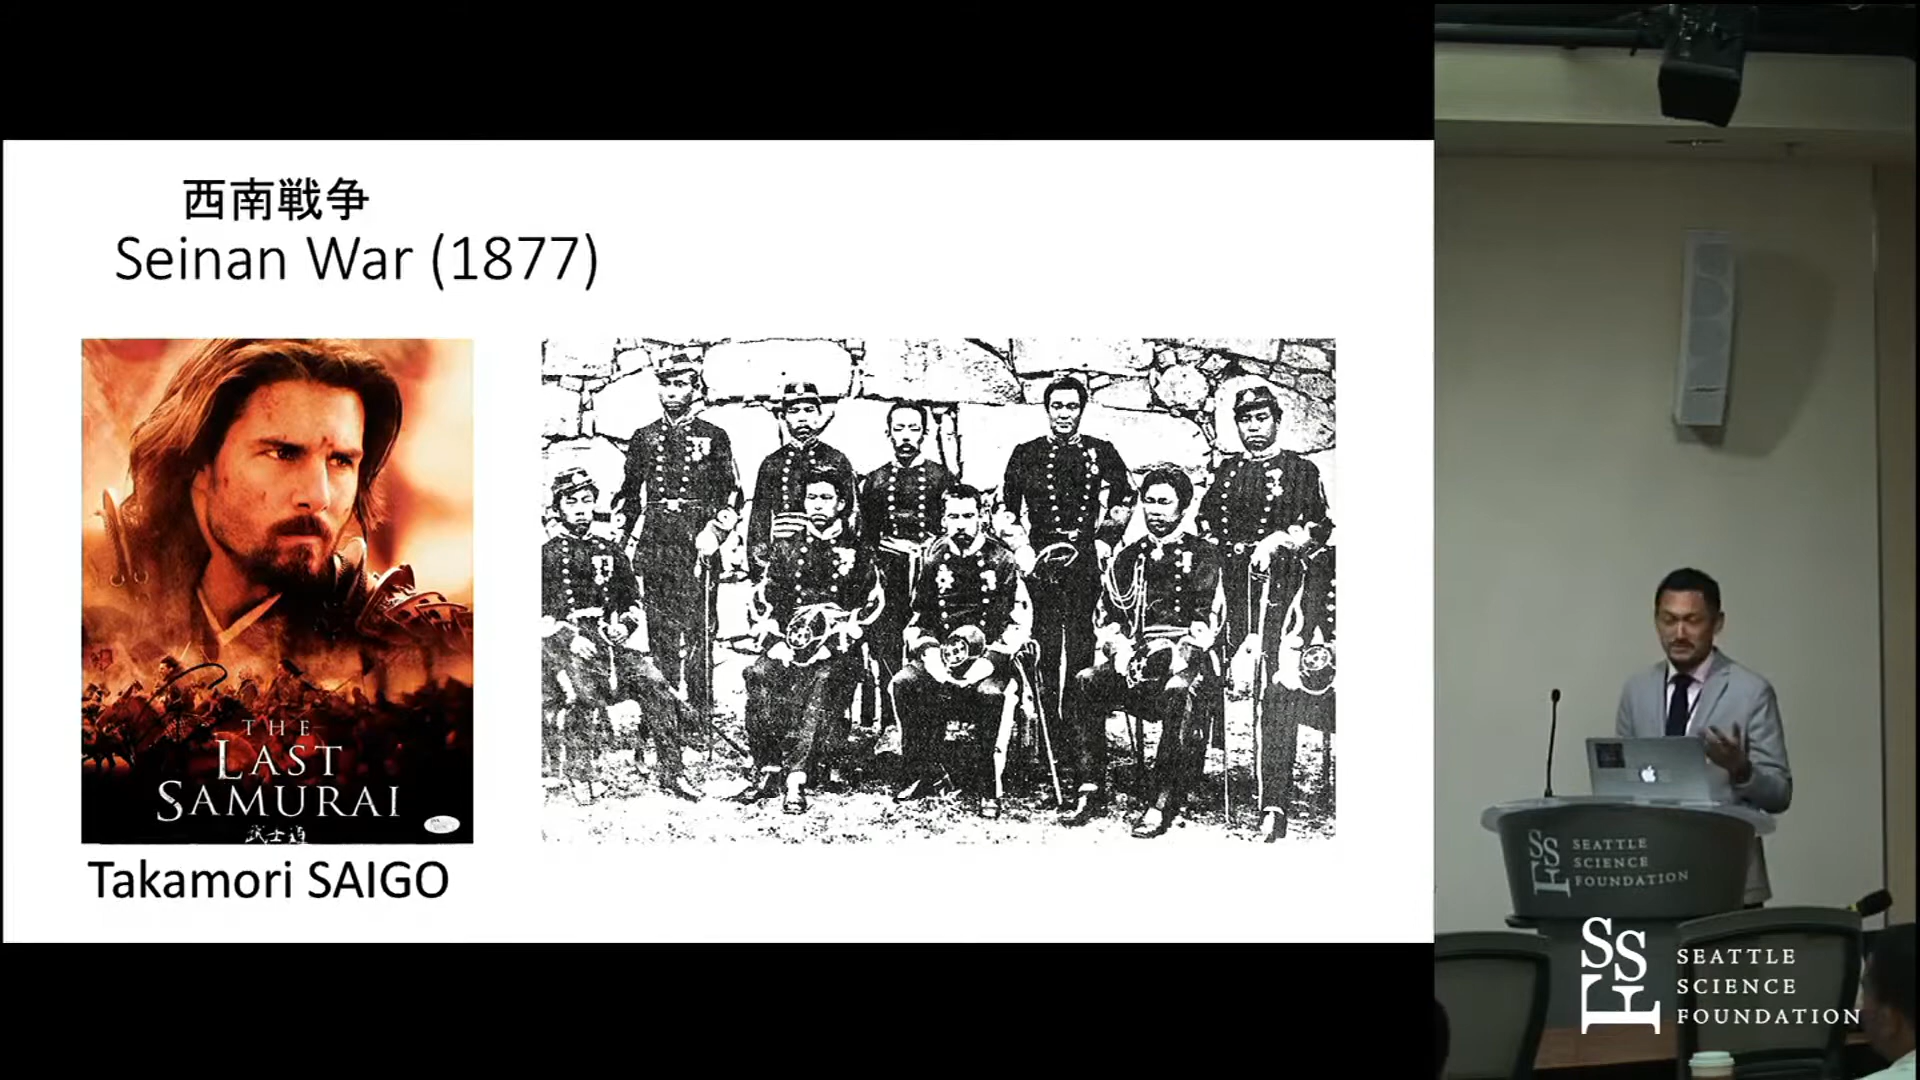 西南戦争
Seinan War (1877)
THE
LAST
SAMURAI
武士道
Takamori SAIGO
SEATTLE
SCIENCE
FOUNDATION
SSF
SEATTLE
SCIENCE
FOUNDATION